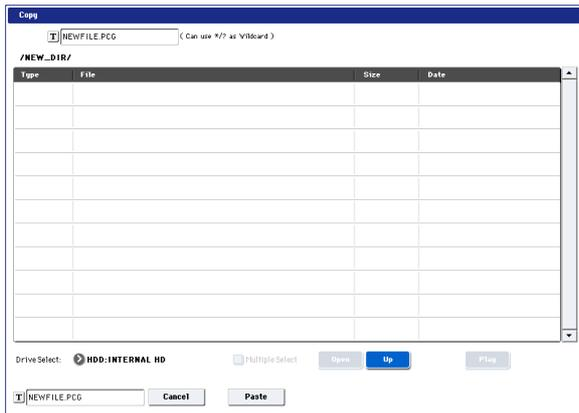 Copy
T NEWFILE.PCG ( Can use */? as Wildcard )
/NEW_DIR/
Type File Size Date
Drive Select: HDD:INTERNAL HD Multiple Select Open Up Play
T NEWFILE.PCG Cancel Paste